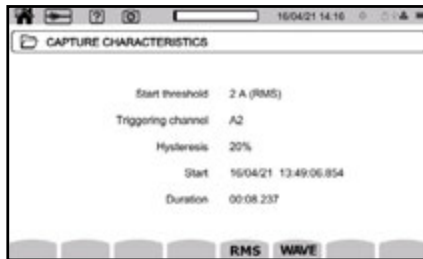 ?
16/04/21 14:16
CAPTURE CHARACTERISTICS
Start threshold 2 A (RMS)
Triggering channel A2
Hysteresis 20%
Start 16/04/21 13:49:06.854
Duration 00:08.237
RMS WAVE